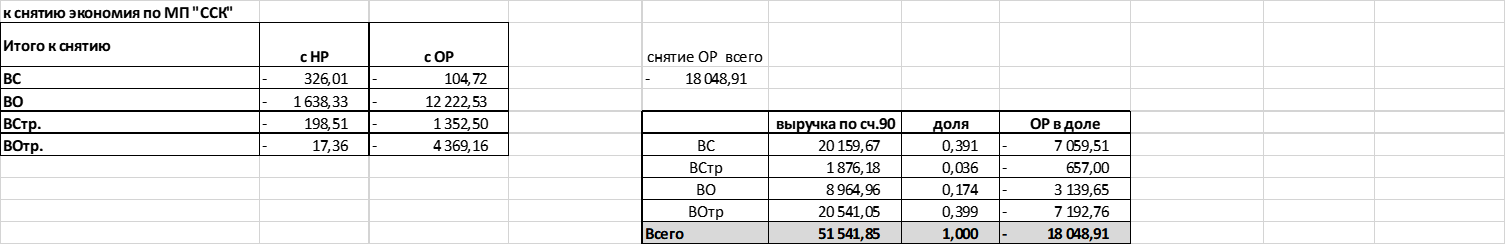 к снятию экономия по МП "ССК"
Итого к снятию с НР с ОР
ВС - 326,01 - 104,72
ВО - 1 638,33 - 12 222,53
ВСтр. - 198,51 - 1 352,50
ВОтр. - 17,36 - 4 369,16
снятие ОР всего
- 18 048,91
выручка по сч.90 доля ОР в доле
ВС 20 159,67 0,391 - 7 059,51
ВСтр 1 876,18 0,036 - 657,00
ВО 8 964,96 0,174 - 3 139,65
ВОтр 20 541,05 0,399 - 7 192,76
Всего 51 541,85 1,000 - 18 048,91